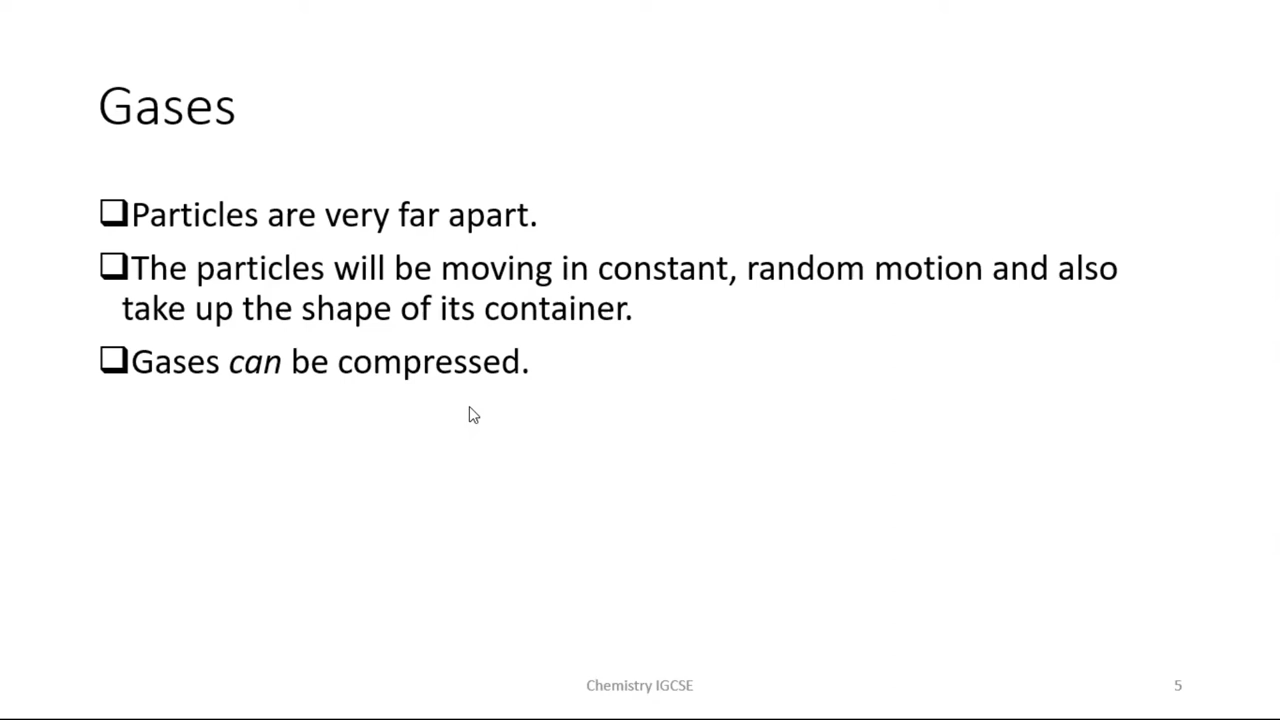 Gases
❑Particles are very far apart.
❑The particles will be moving in constant, random motion and also
take up the shape of its container.
❑Gases can be compressed.
Chemistry IGCSE
5